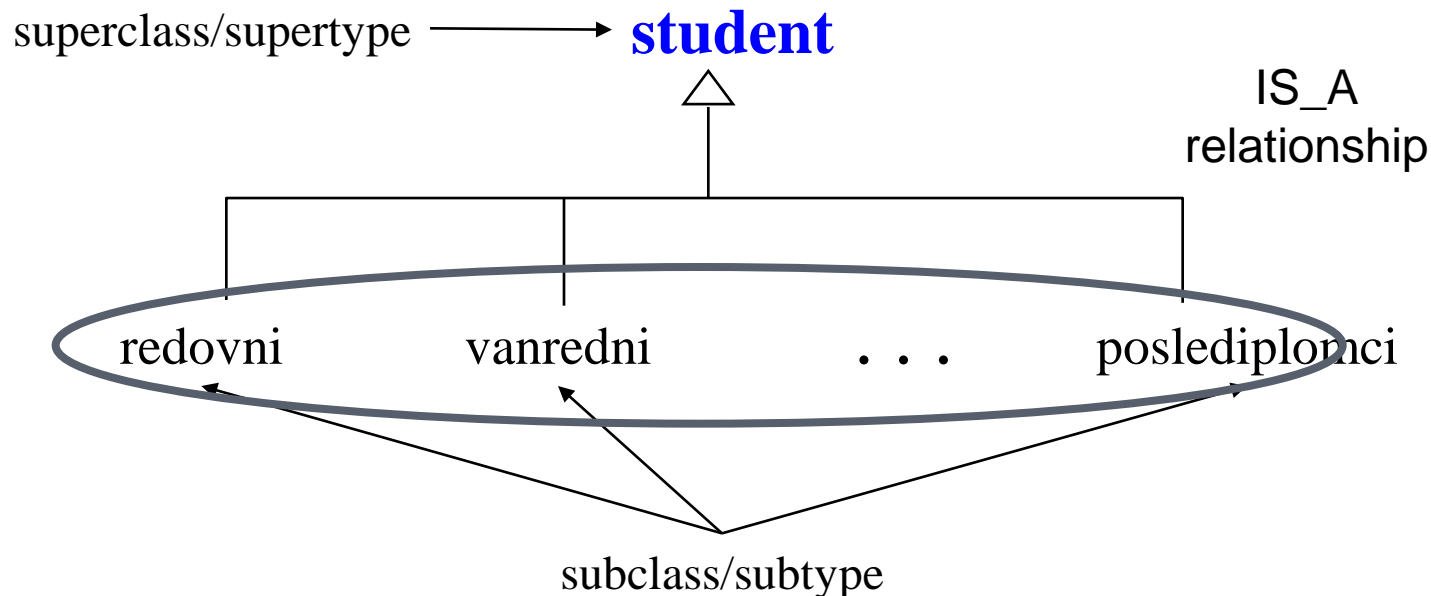 superclass/supertype student
IS_A
relationship
redovni vanredni . . . poslediplomci
subclass/subtype